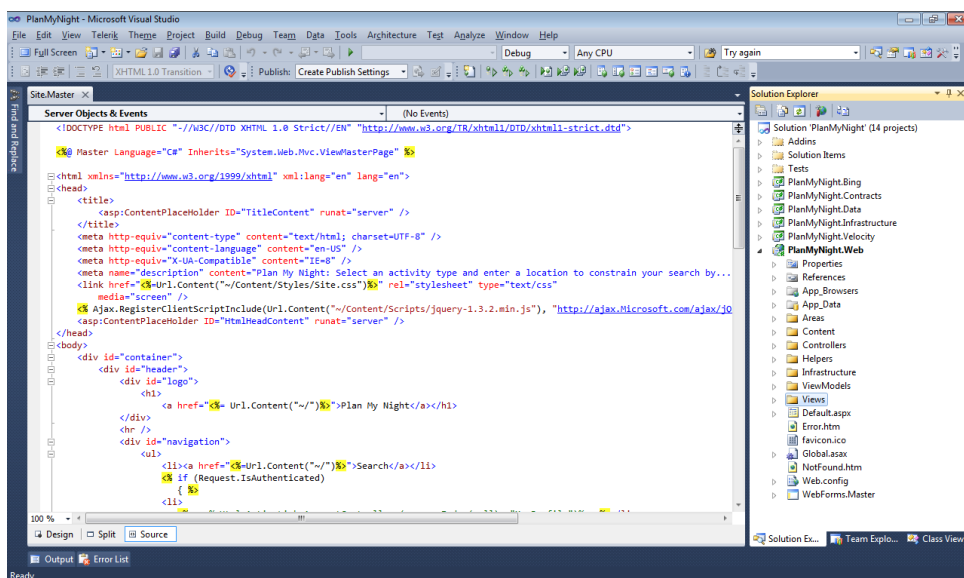 PlanMyNight - Microsoft Visual Studio
File Edit View Telerik Theme Project Build Debug Team Data Tools Architecture Test Analyze Window Help
Full Screen Debug Any CPU Try again
XHTML 1.0 Transition Publish: Create Publish Settings
Find and Replace
Site.Master
Server Objects & Events (No Events)
<!DOCTYPE html PUBLIC "-//W3C//DTD XHTML 1.0 Strict//EN" "http://www.w3.org/TR/xhtml1/DTD/xhtml1-strict.dtd">
<%@ Master Language="C#" Inherits="System.Web.Mvc.ViewMasterPage" %>
<html xmlns="http://www.w3.org/1999/xhtml" xml:lang="en" lang="en">
<head>
<title>
<asp:ContentPlaceHolder ID="TitleContent" runat="server" />
</title>
<meta http-equiv="content-type" content="text/html; charset=UTF-8" />
<meta http-equiv="content-language" content="en-US" />
<meta http-equiv="X-UA-Compatible" content="IE=8" />
<meta name="description" content="Plan My Night: Select an activity type and enter a location to constrain your search by...
<link href="<%=Url.Content("~/Content/Styles/Site.css")%>" rel="stylesheet" type="text/css"
media="screen" />
<% Ajax.RegisterClientScriptInclude(Url.Content("~/Content/Scripts/jquery-1.3.2.min.js"), "http://ajax.Microsoft.com/ajax/jQ
<asp:ContentPlaceHolder ID="HtmlHeadContent" runat="server" />
</head>
<body>
<div id="container">
<div id="header">
<div id="logo">
<h1>
<a href="<%= Url.Content("~/")%>">Plan My Night</a></h1>
</div>
<hr />
<div id="navigation">
<ul>
<li><a href="<%=Url.Content("~/")%>">Search</a></li>
<% if (Request.IsAuthenticated)
{ %>
<li>
100 %
Design Split Source
Output Error List
Ready
Solution Explorer
Solution 'PlanMyNight' (14 projects)
Addins
Solution Items
Tests
PlanMyNight.Bing
PlanMyNight.Contracts
PlanMyNight.Data
PlanMyNight.Infrastructure
PlanMyNight.Velocity
PlanMyNight.Web
Properties
References
App_Browsers
App_Data
Areas
Content
Controllers
Helpers
Infrastructure
ViewModels
Views
Default.aspx
Error.htm
favicon.ico
Global.asax
NotFound.htm
Web.config
WebForms.Master
Solution Ex... Team Explo... Class View